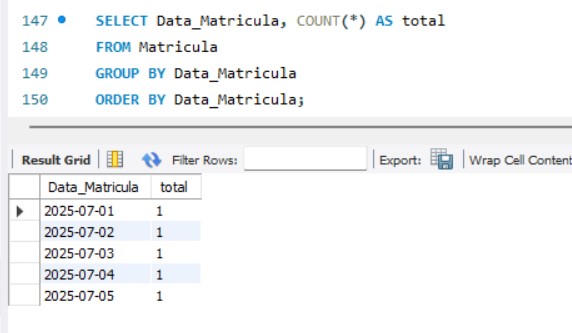 147 SELECT Data_Matricula, COUNT(*) AS total
148 FROM Matricula
149 GROUP BY Data_Matricula
150 ORDER BY Data_Matricula;
Result Grid Filter Rows: Export: Wrap Cell Content
Data_Matricula total
2025-07-01 1
2025-07-02 1
2025-07-03 1
2025-07-04 1
2025-07-05 1